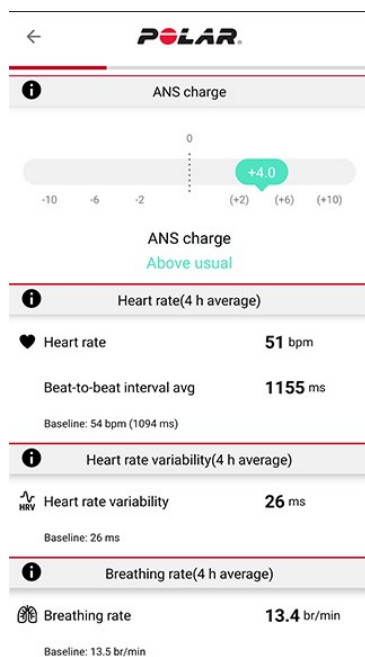 POLAR.
ANS charge
0
+4.0
-10 -6 -2 (+2) (+6) (+10)
ANS charge
Above usual
Heart rate(4 h average)
Heart rate 51 bpm
Beat-to-beat interval avg 1155 ms
Baseline: 54 bpm (1094 ms)
Heart rate variability(4 h average)
HRV Heart rate variability 26 ms
Baseline: 26 ms
Breathing rate(4 h average)
Breathing rate 13.4 br/min
Baseline: 13.5 br/min